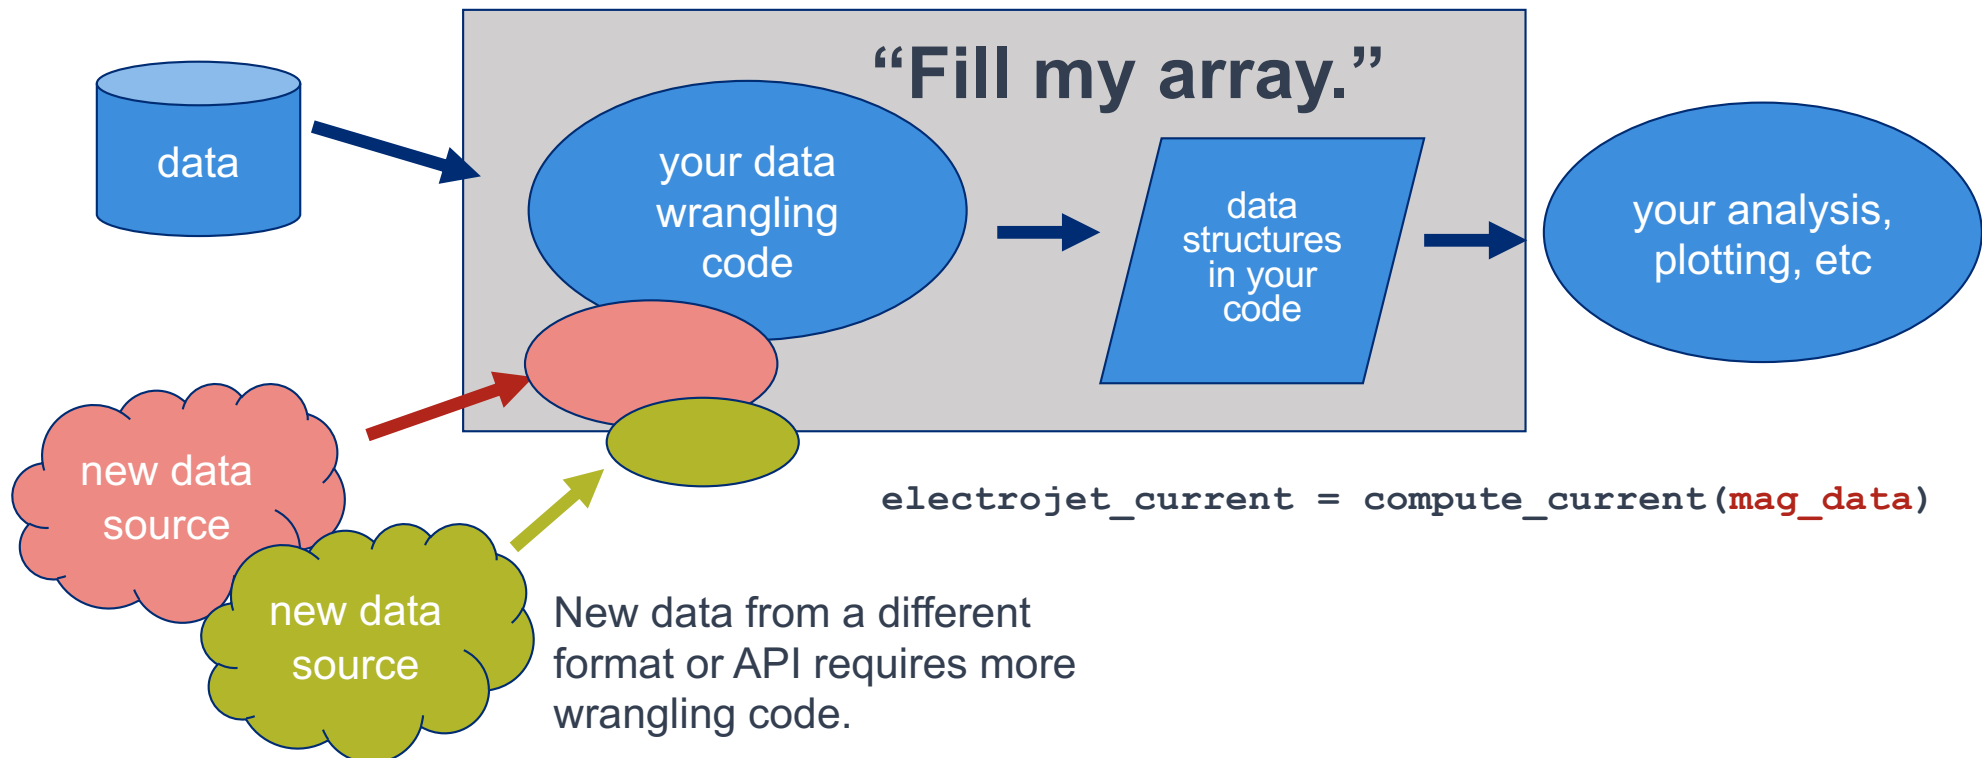 “Fill my array.”
data
your data
wrangling
code
data
structures
in your
code
your analysis,
plotting, etc
new data
source
new data
source
electrojet_current = compute_current(mag_data)
New data from a different
format or API requires more
wrangling code.